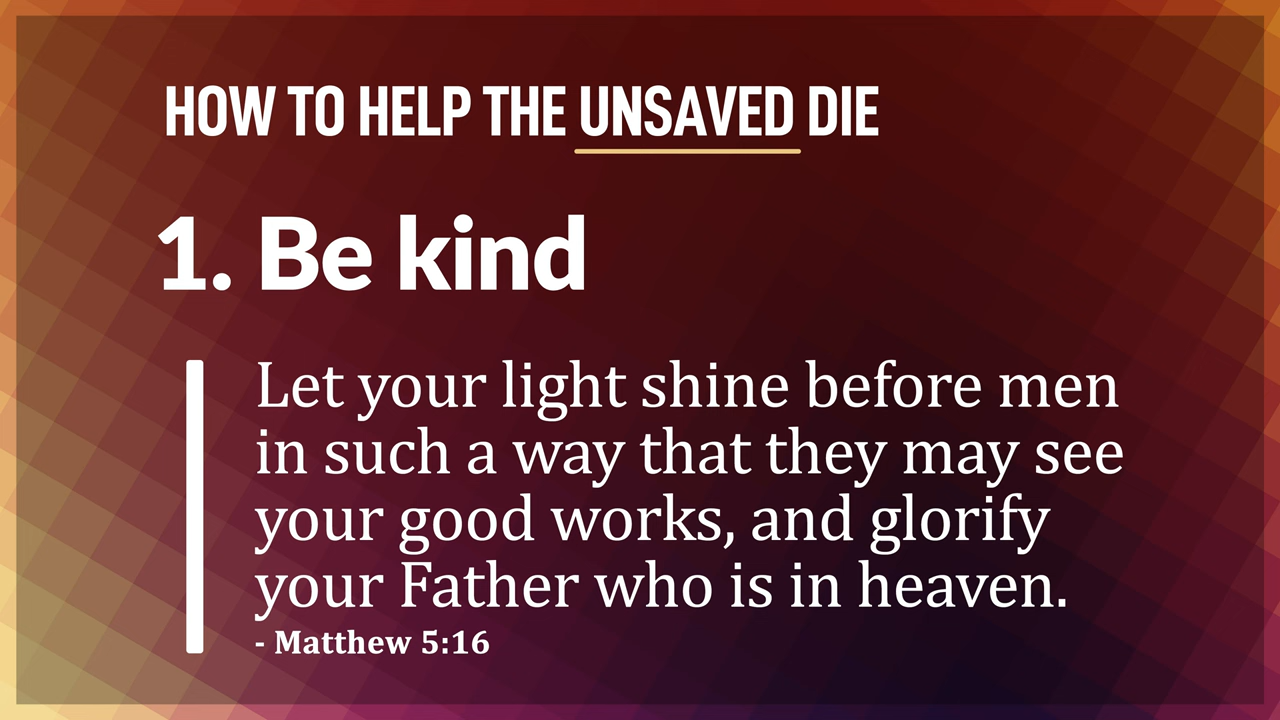 HOW TO HELP THE UNSAVED DIE
1. Be kind
Let your light shine before men
in such a way that they may see
your good works, and glorify
your Father who is in heaven.
- Matthew 5:16